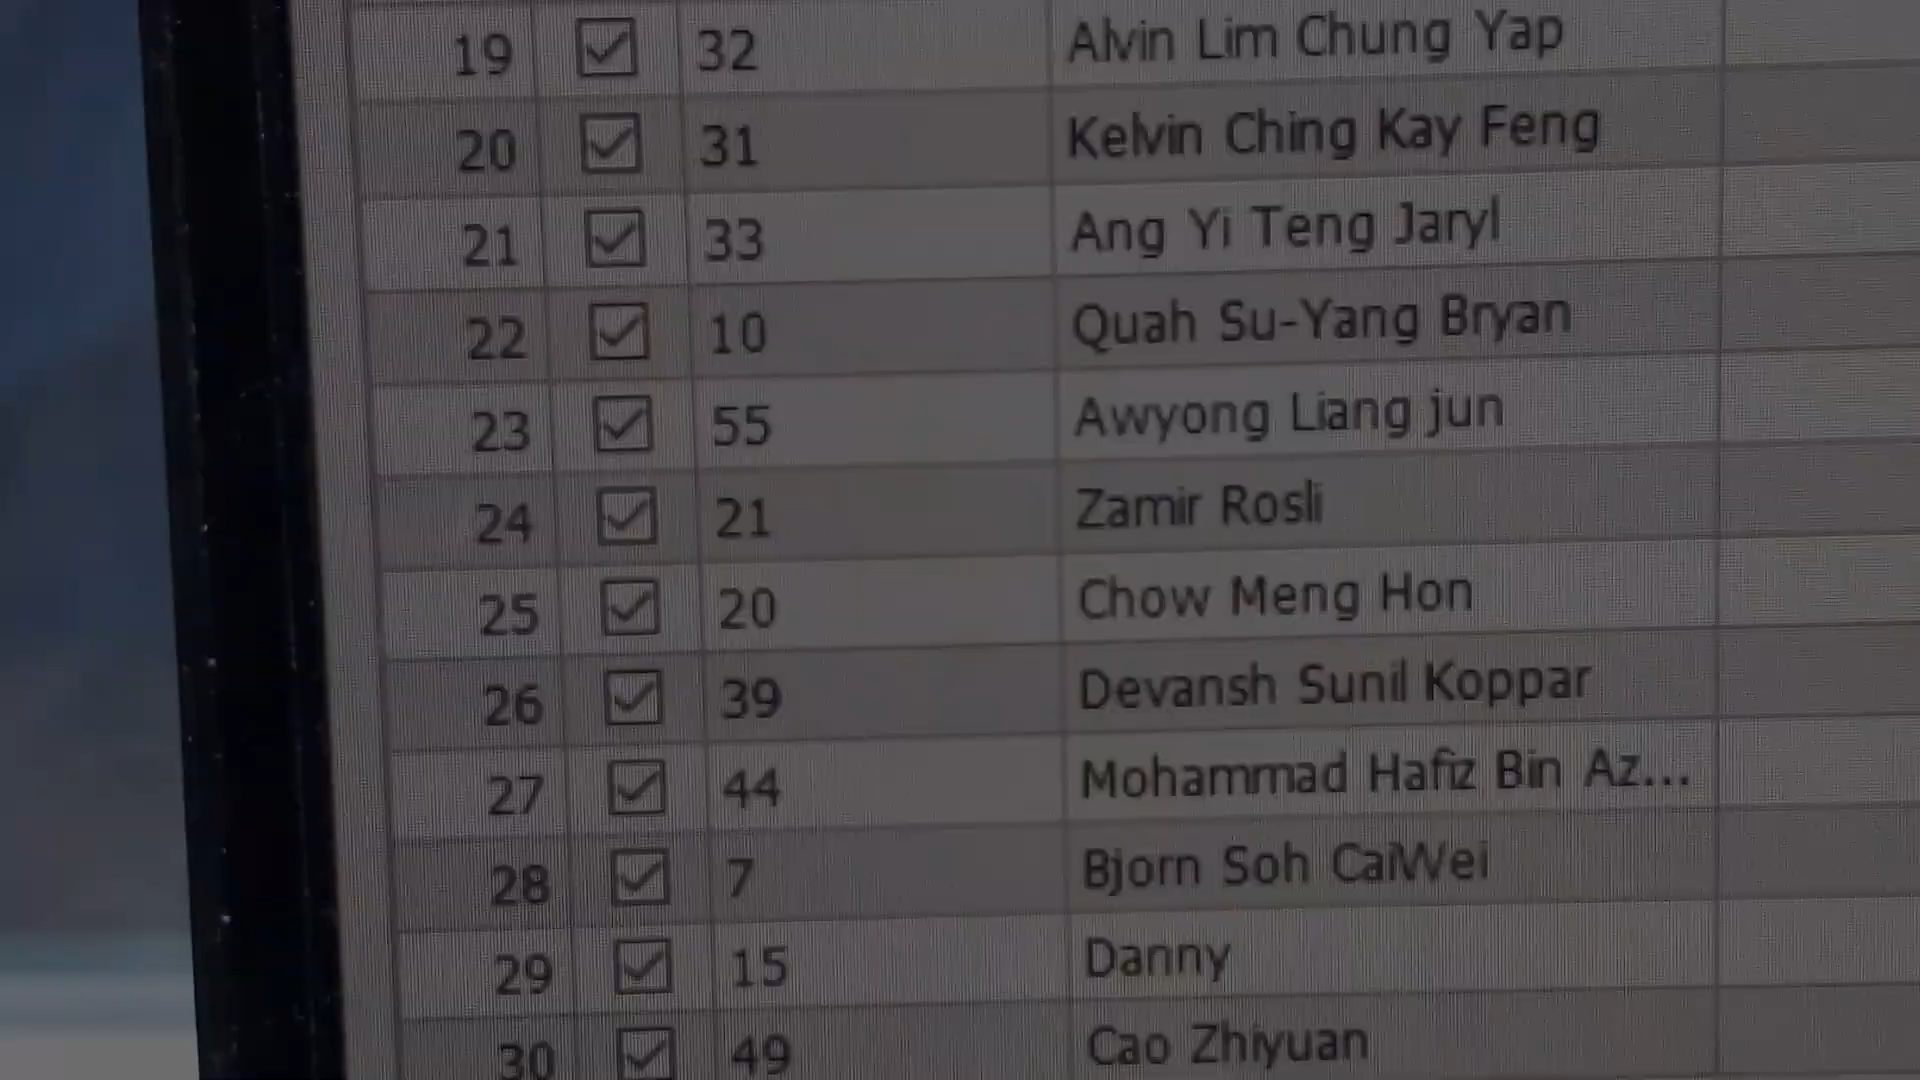 19 32 Alvin Lim Chung Yap
20 31 Kelvin Ching Kay Feng
21 33 Ang Yi Teng Jaryl
22 10 Quah Su-Yang Bryan
23 55 Awyong Liang jun
24 21 Zamir Rosli
25 20 Chow Meng Hon
26 39 Devansh Sunil Koppar
27 44 Mohammad Hafiz Bin Az...
28 7 Bjorn Soh CaiWei
29 15 Danny
30 49 Cao Zhiyuan